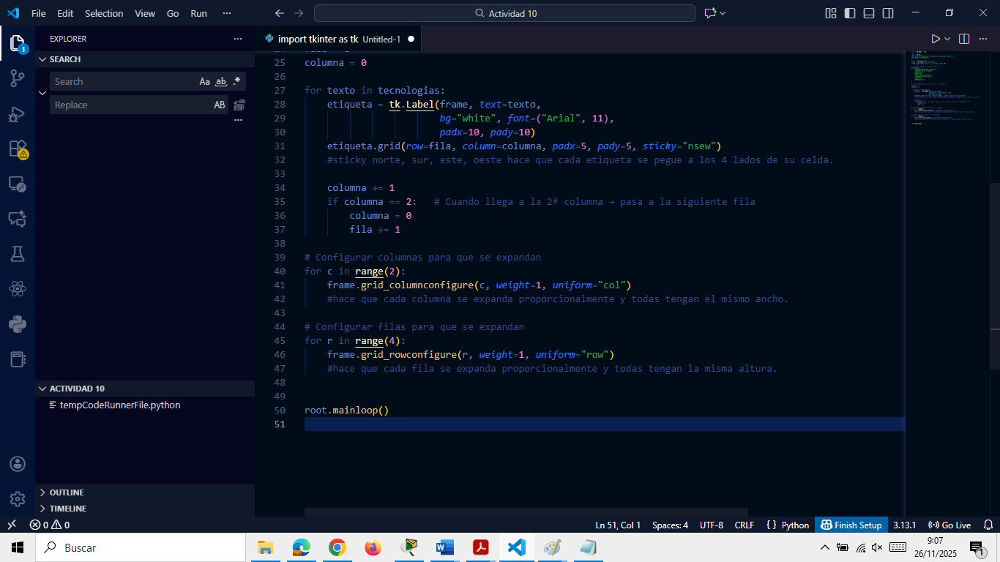 File Edit Selection View Go Run ··· Actividad 10
EXPLORER ···
SEARCH
Search Aa ab .*
Replace AB
···
ACTIVIDAD 10
tempCodeRunnerFile.python
OUTLINE
TIMELINE
import tkinter as tk Untitled-1
25 columna = 0
26
27 for texto in tecnologias:
28     etiqueta = tk.Label(frame, text=texto,
29                         bg="white", font=("Arial", 11),
30                         padx=10, pady=10)
31     etiqueta.grid(row=fila, column=columna, padx=5, pady=5, sticky="nsew")
32     #sticky norte, sur, este, oeste hace que cada etiqueta se pegue a los 4 lados de su celda.
33
34     columna += 1
35     if columna == 2:   # Cuando llega a la 2ª columna → pasa a la siguiente fila
36         columna = 0
37         fila += 1
38
39 # Configurar columnas para que se expandan
40 for c in range(2):
41     frame.grid_columnconfigure(c, weight=1, uniform="col")
42     #hace que cada columna se expanda proporcionalmente y todas tengan el mismo ancho.
43
44 # Configurar filas para que se expandan
45 for r in range(4):
46     frame.grid_rowconfigure(r, weight=1, uniform="row")
47     #hace que cada fila se expanda proporcionalmente y todas tengan la misma altura.
48
49
50 root.mainloop()
51
1
0 0 Ln 51, Col 1 Spaces: 4 UTF-8 CRLF { } Python Finish Setup 3.13.1 Go Live
Buscar
9:07
26/11/2025
1